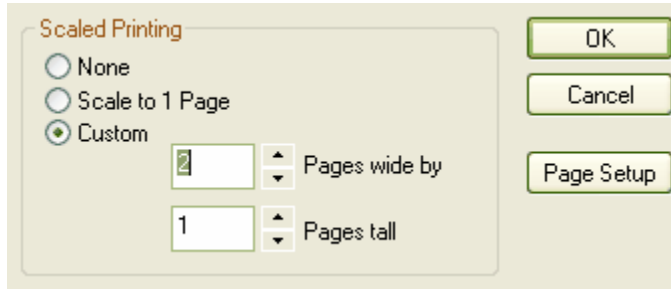 Scaled Printing
None
Scale to 1 Page
Custom
2 Pages wide by
1 Pages tall
OK
Cancel
Page Setup